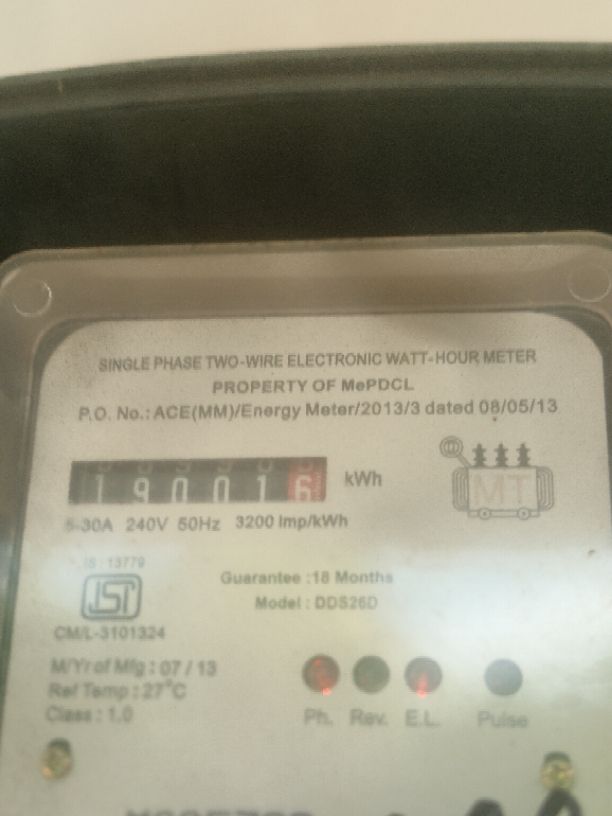 SINGLE PHASE TWO-WIRE ELECTRONIC WATT-HOUR METER
PROPERTY OF MePDCL
P.O. No.: ACE(MM)/Energy Meter/2013/3 dated 08/05/13
190016 kWh
5-30A 240V 50Hz 3200 Imp/kWh
MT
IS : 13779
Guarantee :18 Months
ISI
Model : DDS26D
CM/L-3101324
M/Yr of Mfg : 07 / 13
Ref Temp : 27°C
Class : 1.0
Ph. Rev. E.L. Pulse